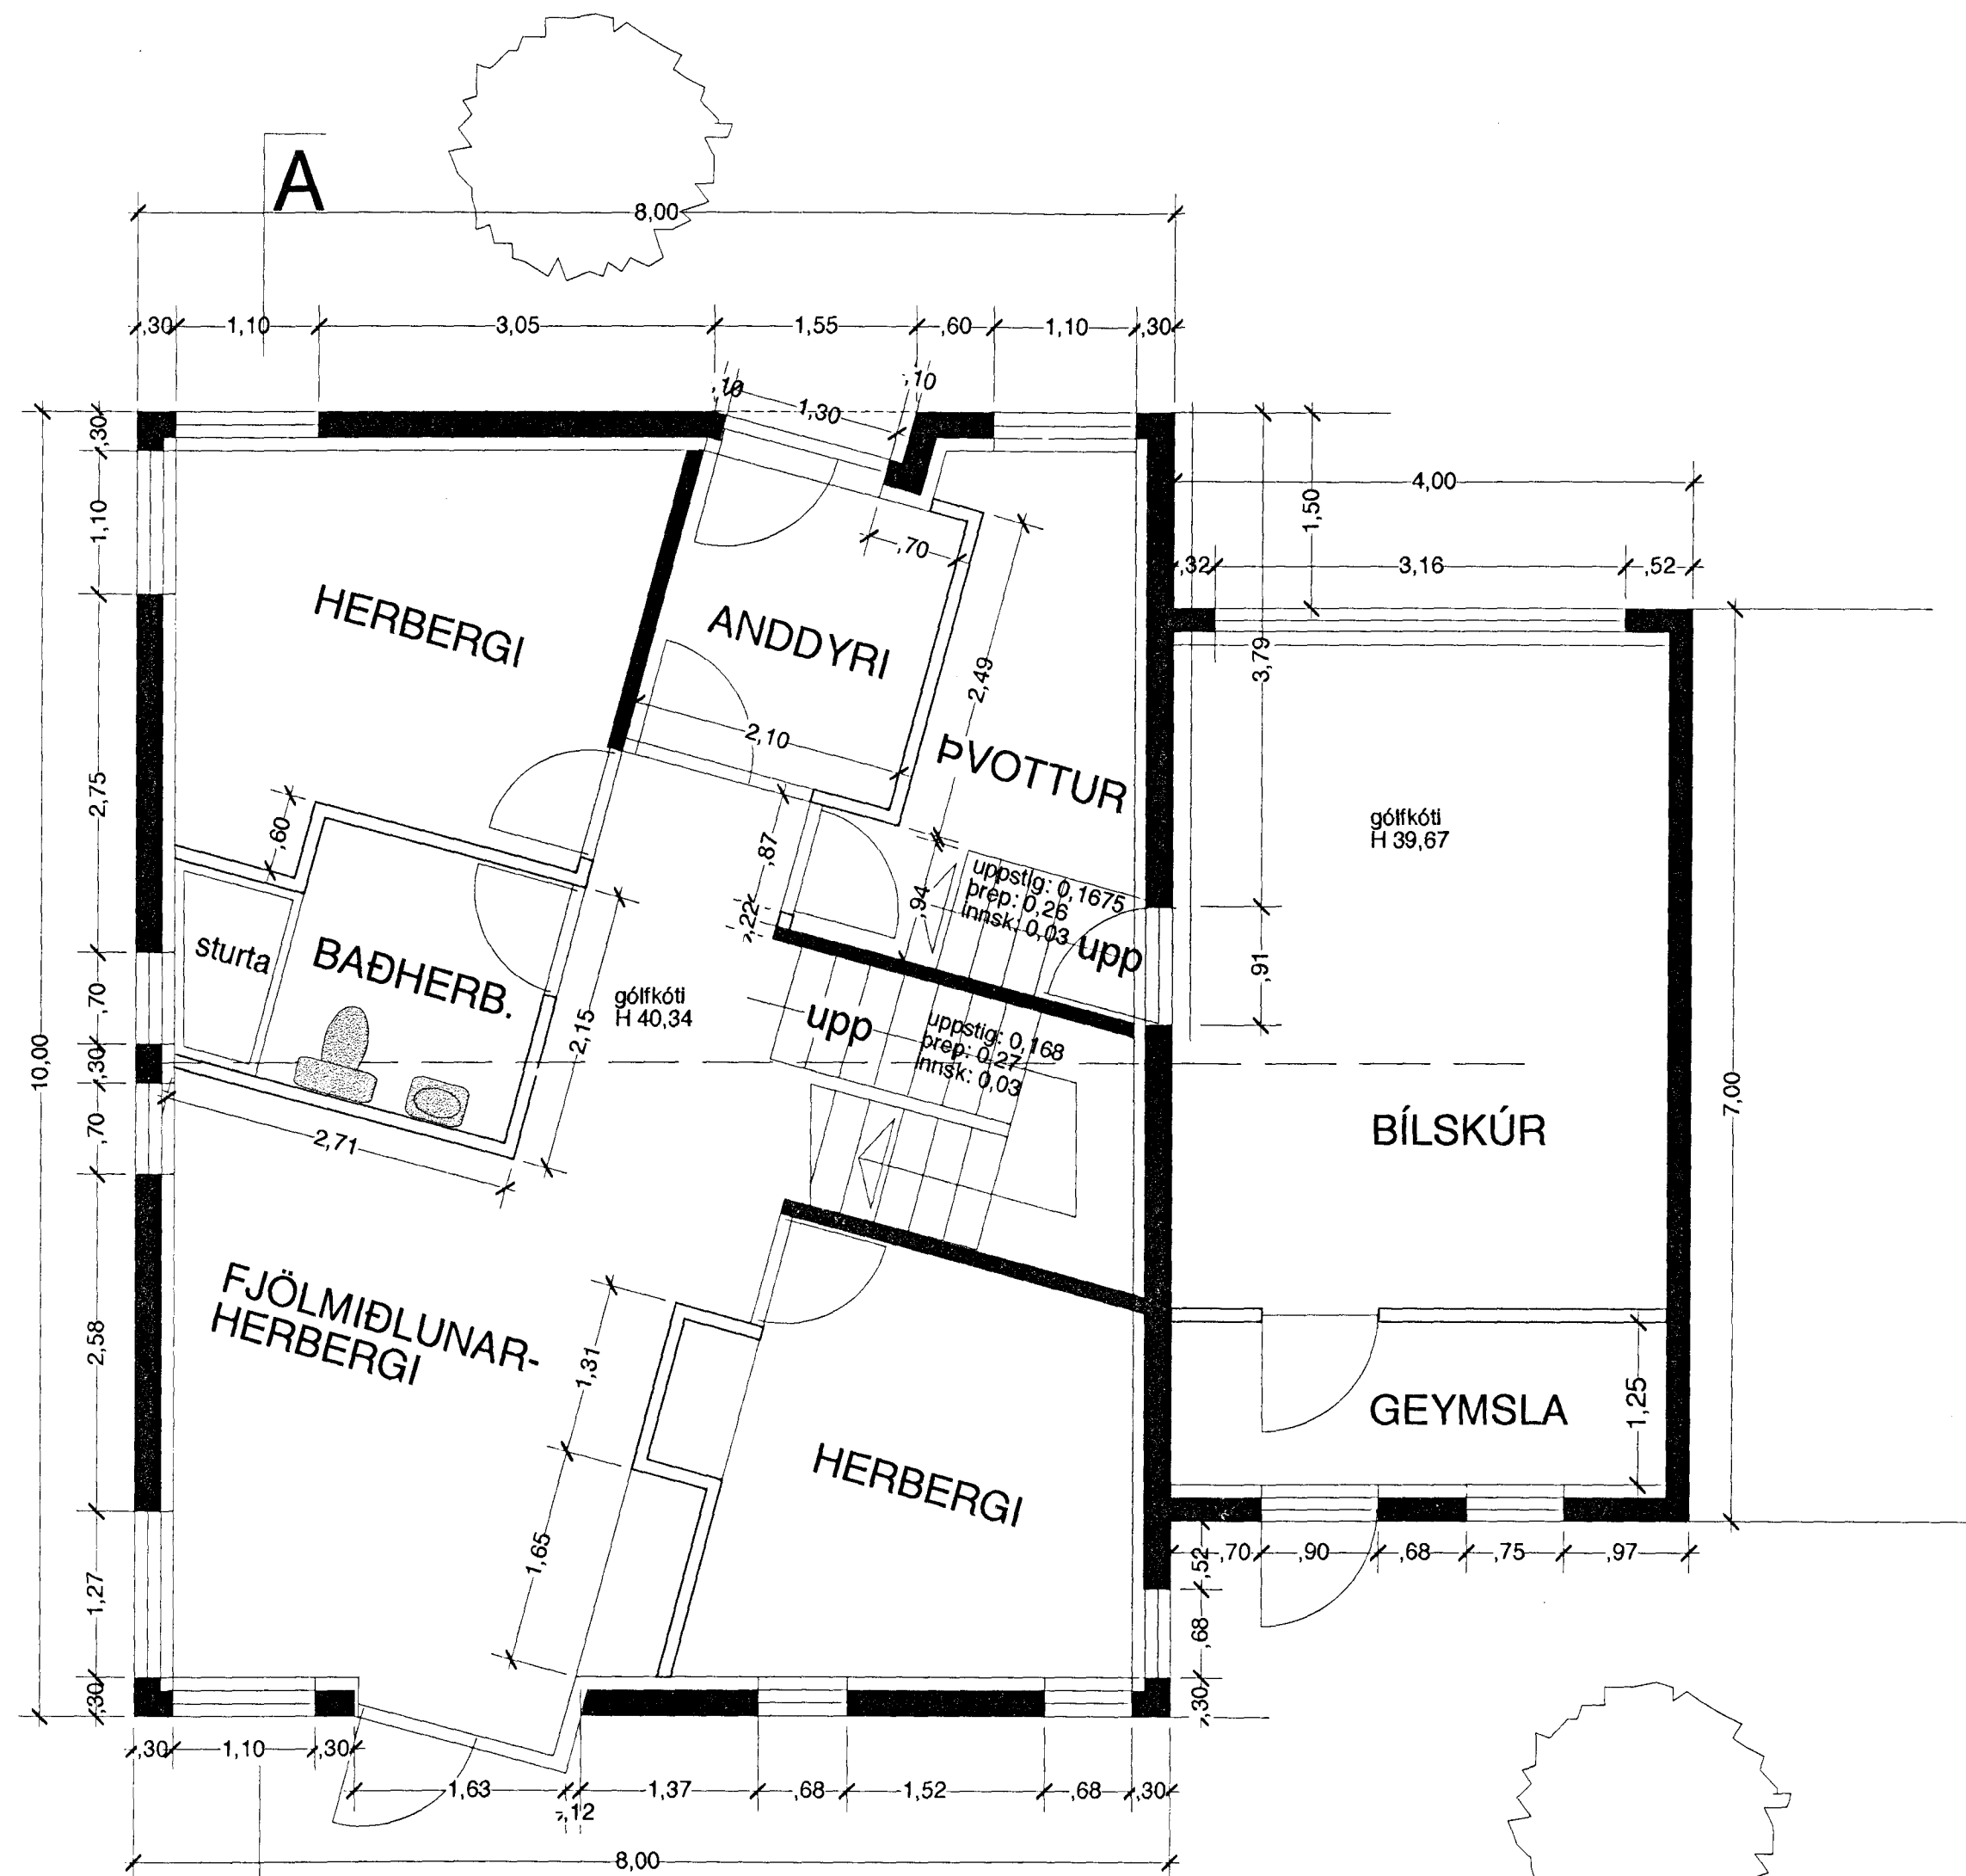 A
8,00
,30
1,10
3,05
1,55
,60
1,10
,30
,10
1,30
,10
4,00
1,50
,32
3,16
,52
,70
,30
1,10
2,75
,70
,30
,70
2,58
1,27
,30
10,00
HERBERGI
ANDDYRI
2,49
3,79
2,10
ÞVOTTUR
,60
,87
,22
,94
uppstig: 0,1675
þrep: 0,26
innsk: 0,03
upp
gólfkóti
H 39,67
,91
sturta
BAÐHERB.
gólfkóti
H 40,34
2,15
2,71
upp
uppstig: 0,168
þrep: 0,27
innsk: 0,03
BÍLSKÚR
7,00
FJÖLMIÐLUNAR-
HERBERGI
1,31
1,65
HERBERGI
GEYMSLA
1,25
,70
,90
,68
,75
,97
,52
,68
,30
,30
1,10
,30
1,63
,12
1,37
,68
1,52
,68
,30
8,00